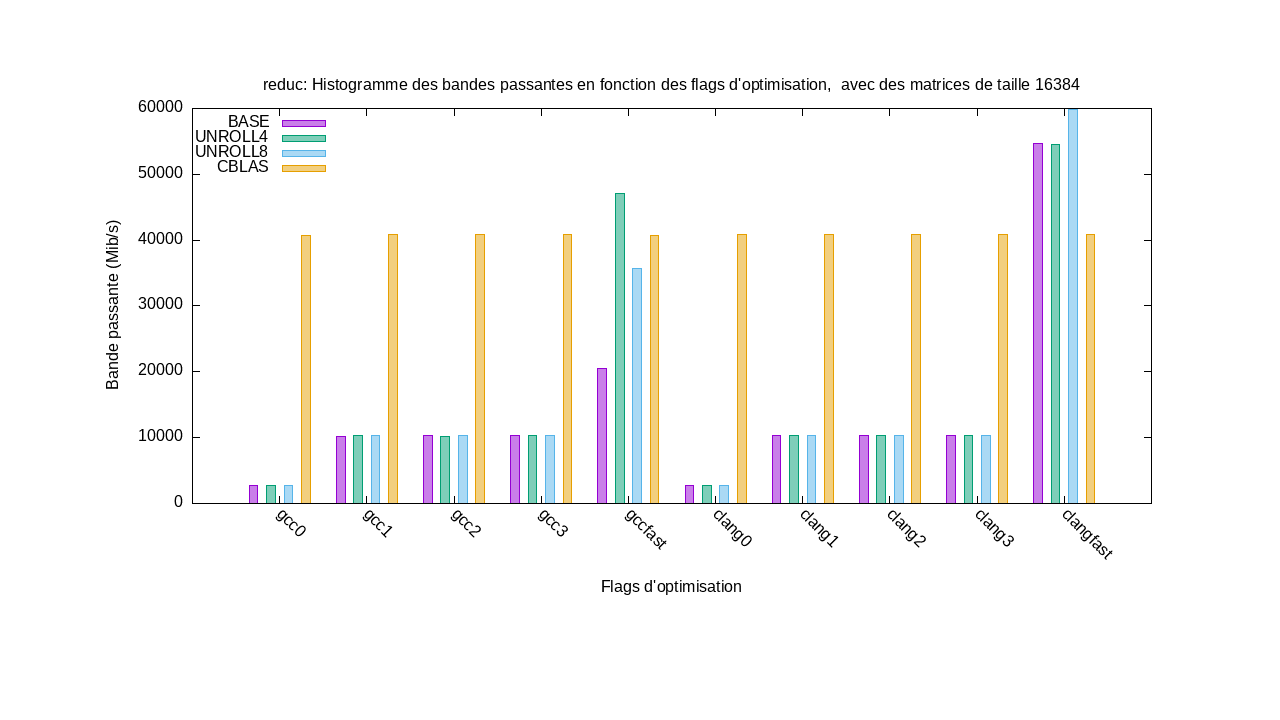 reduc: Histogramme des bandes passantes en fonction des flags d'optimisation,  avec des matrices de taille 16384
60000
50000
40000
30000
20000
10000
0
Bande passante (Mib/s)
BASE
UNROLL4
UNROLL8
CBLAS
gcc0
gcc1
gcc2
gcc3
gccfast
clang0
clang1
clang2
clang3
clangfast
Flags d'optimisation